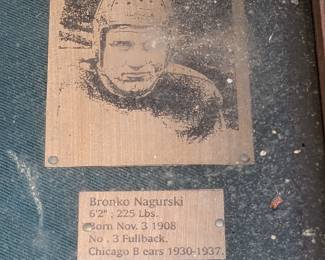 Bronko Nagurski
6'2" ; 225 Lbs.
Born Nov. 3 1908
No . 3 Fullback.
Chicago B ears 1930-1937.